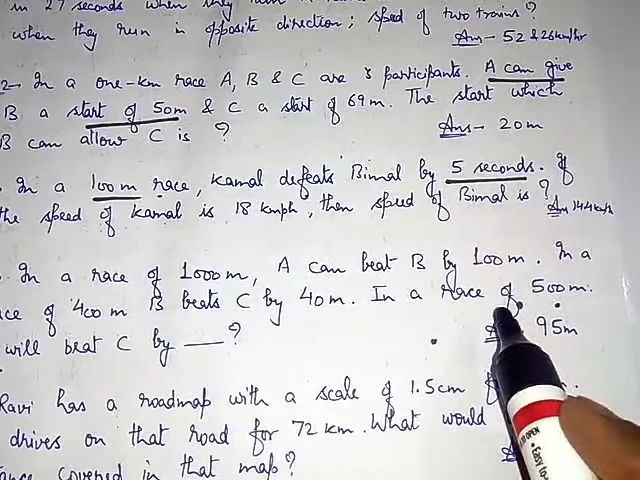 in 27 seconds when they run in
when they run in opposite direction; speed of two trains?
Ans - 52 & 26 km/hr
2- In a one-km race A, B & C are 3 participants. A can give
B a start of 50m & C a start of 69m. The start which
B can allow C is ?
Ans - 20m
In a 100m race, Kamal defeats Bimal by 5 seconds. If
the speed of Kamal is 18 kmph, then speed of Bimal is ?
Ans 14.4 km/h
In a race of 1000m, A can beat B by 100m. In a
race of 400m B beats C by 40m. In a race of 500m.
95m
will beat C by ___ ?
Ravi has a roadmap with a scale of 1.5cm
drives on that road for 72 km. What would
covered in that map?